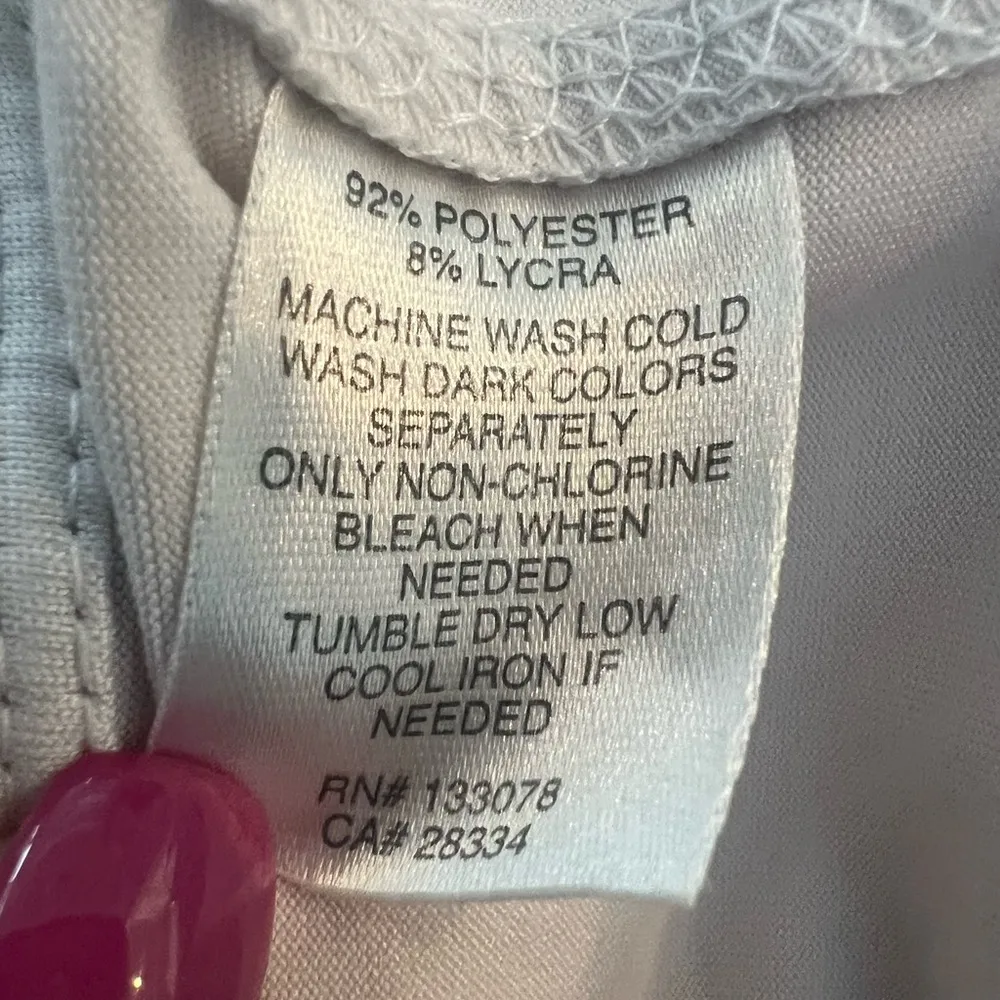 92% POLYESTER
8% LYCRA
MACHINE WASH COLD
WASH DARK COLORS
SEPARATELY
ONLY NON-CHLORINE
BLEACH WHEN
NEEDED
TUMBLE DRY LOW
COOL IRON IF
NEEDED
RN# 133078
CA# 28334